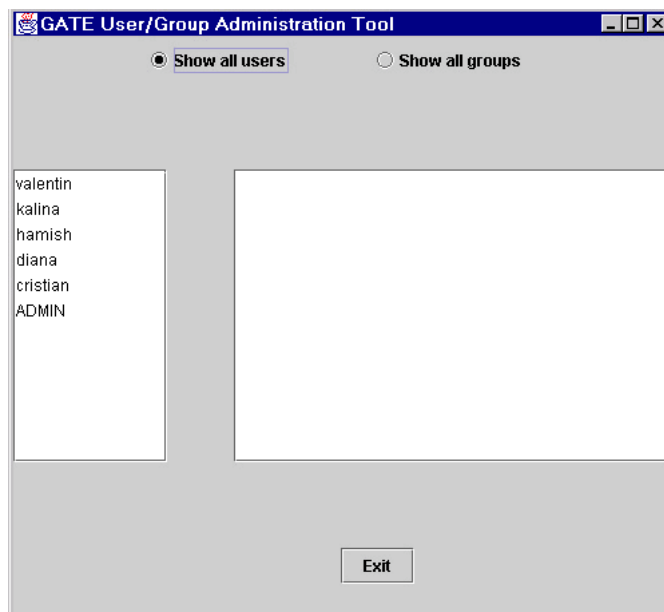 GATE User/Group Administration Tool
Show all users
Show all groups
valentin
kalina
hamish
diana
cristian
ADMIN
Exit